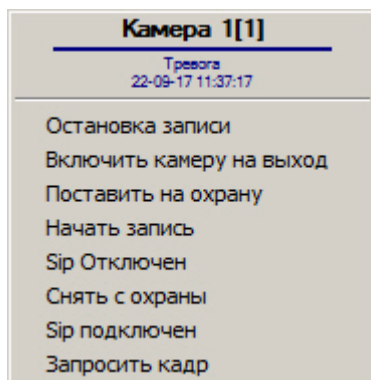 Камера 1[1]
Тревога
22-09-17 11:37:17
Остановка записи
Включить камеру на выход
Поставить на охрану
Начать запись
Sip Отключен
Снять с охраны
Sip подключен
Запросить кадр